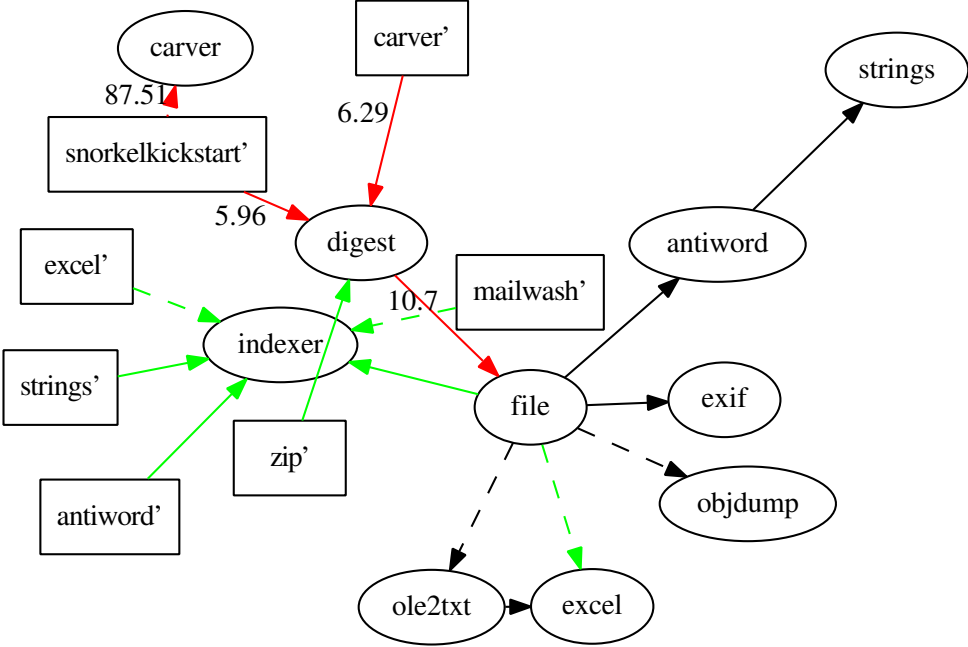 carver
carver’
strings
87.51
6.29
snorkelkickstart’
5.96
digest
antiword
excel’
mailwash’
10.7
indexer
strings’
file
exif
zip’
antiword’
objdump
ole2txt
excel